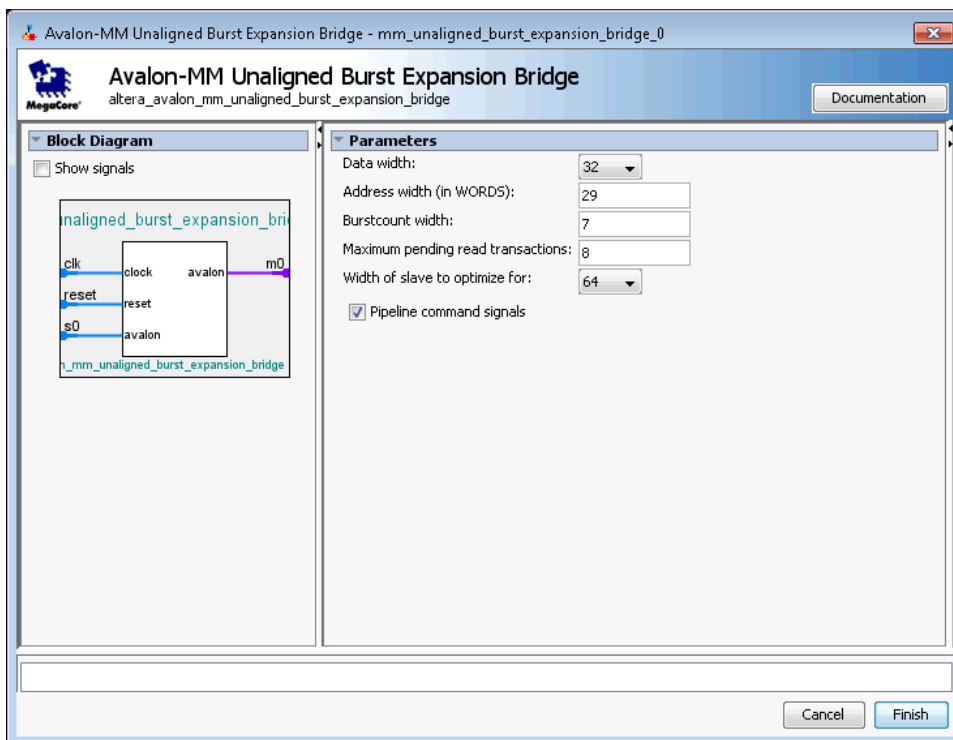 Avalon-MM Unaligned Burst Expansion Bridge - mm_unaligned_burst_expansion_bridge_0
MegaCore®
Avalon-MM Unaligned Burst Expansion Bridge
altera_avalon_mm_unaligned_burst_expansion_bridge
Documentation
Block Diagram
Show signals
naligned_burst_expansion_bri
clk
clock
avalon
m0
reset
reset
s0
avalon
_mm_unaligned_burst_expansion_bridge
Parameters
Data width: 32
Address width (in WORDS): 29
Burstcount width: 7
Maximum pending read transactions: 8
Width of slave to optimize for: 64
Pipeline command signals
Cancel
Finish